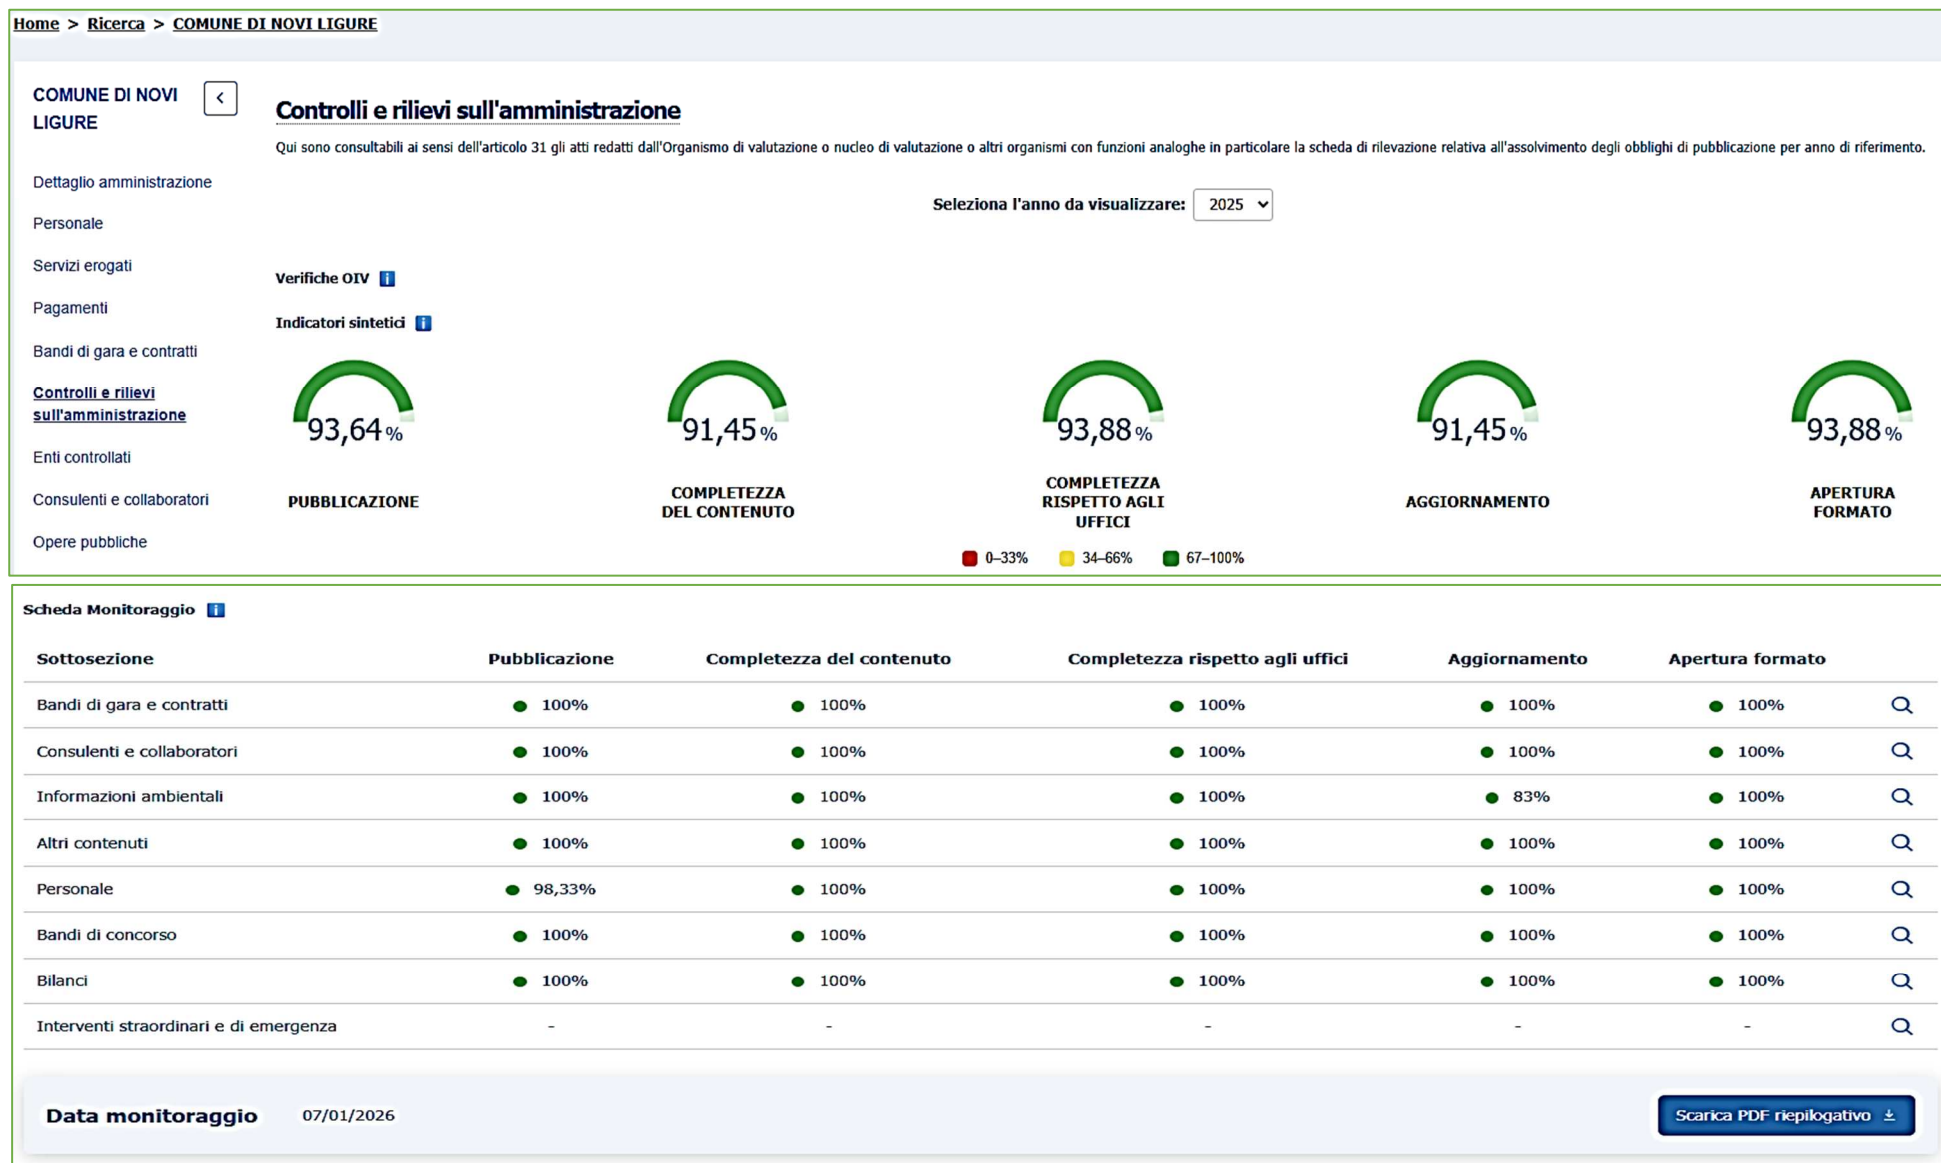 Home > Ricerca > COMUNE DI NOVI LIGURE
COMUNE DI NOVI
LIGURE
Dettaglio amministrazione
Personale
Servizi erogati
Pagamenti
Bandi di gara e contratti
Controlli e rilievi
sull'amministrazione
Enti controllati
Consulenti e collaboratori
Opere pubbliche
Controlli e rilievi sull'amministrazione
Qui sono consultabili ai sensi dell'articolo 31 gli atti redatti dall'Organismo di valutazione o nucleo di valutazione o altri organismi con funzioni analoghe in particolare la scheda di rilevazione relativa all'assolvimento degli obblighi di pubblicazione per anno di riferimento.
Seleziona l'anno da visualizzare: 2025
Verifiche OIV i
Indicatori sintetici i
93,64% 91,45% 93,88% 91,45% 93,88%
PUBBLICAZIONE
COMPLETEZZA
DEL CONTENUTO
COMPLETEZZA
RISPETTO AGLI
UFFICI
AGGIORNAMENTO
APERTURA
FORMATO
0–33% 34–66% 67–100%
Scheda Monitoraggio i
Sottosezione Pubblicazione Completezza del contenuto Completezza rispetto agli uffici Aggiornamento Apertura formato
Bandi di gara e contratti 100% 100% 100% 100% 100%
Consulenti e collaboratori 100% 100% 100% 100% 100%
Informazioni ambientali 100% 100% 100% 83% 100%
Altri contenuti 100% 100% 100% 100% 100%
Personale 98,33% 100% 100% 100% 100%
Bandi di concorso 100% 100% 100% 100% 100%
Bilanci 100% 100% 100% 100% 100%
Interventi straordinari e di emergenza - - - - -
Data monitoraggio 07/01/2026
Scarica PDF riepilogativo